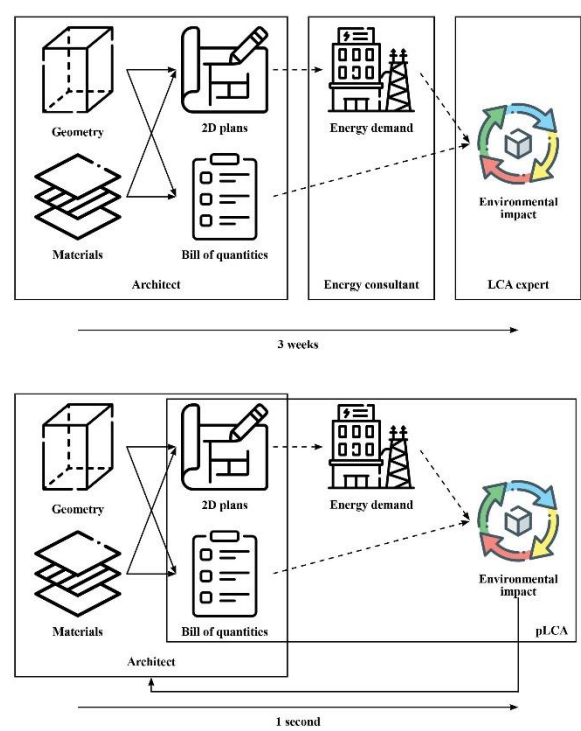 Geometry
2D plans
Energy demand
Environmental
impact
Materials
Bill of quantities
Architect
Energy consultant
LCA expert
3 weeks
Geometry
2D plans
Energy demand
Environmental
impact
Materials
Bill of quantities
pLCA
Architect
1 second